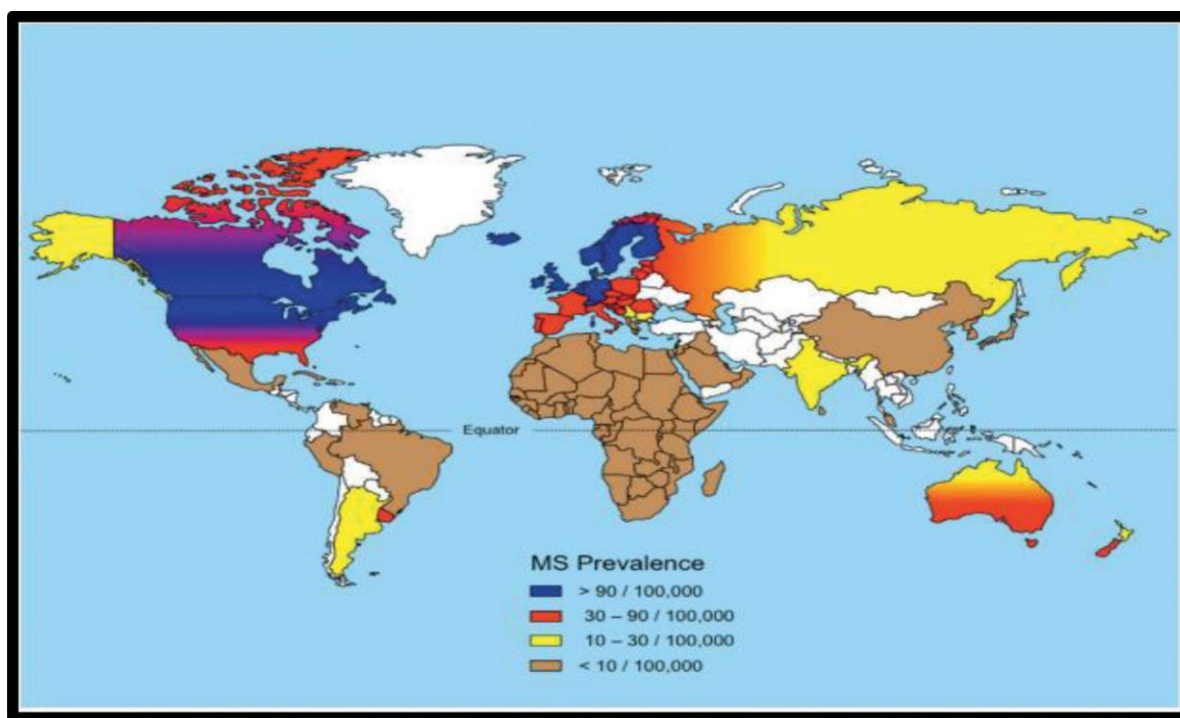 Equator
MS Prevalence
> 90 / 100,000
30 – 90 / 100,000
10 – 30 / 100,000
< 10 / 100,000